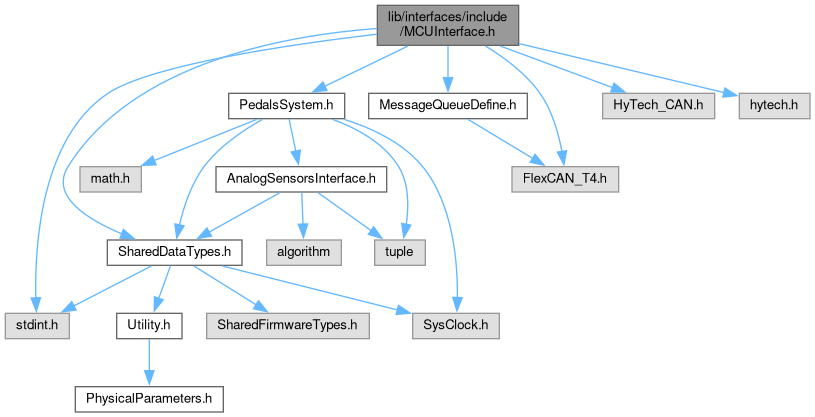 lib/interfaces/include
/MCUInterface.h
PedalsSystem.h
MessageQueueDefine.h
HyTech_CAN.h
hytech.h
math.h
AnalogSensorsInterface.h
FlexCAN_T4.h
SharedDataTypes.h
algorithm
tuple
stdint.h
Utility.h
SharedFirmwareTypes.h
SysClock.h
PhysicalParameters.h